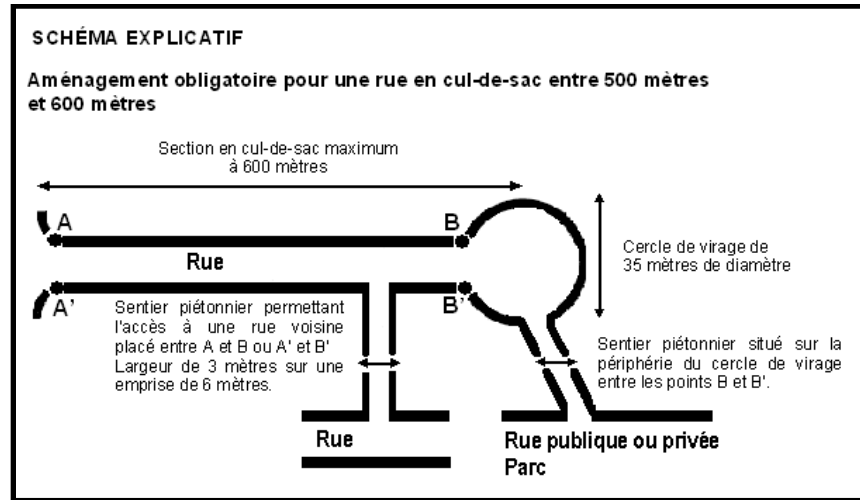 SCHÉMA EXPLICATIF
Aménagement obligatoire pour une rue en cul-de-sac entre 500 mètres
et 600 mètres
Section en cul-de-sac maximum
à 600 mètres
A
B
Rue
Cercle de virage de
35 mètres de diamètre
A'
B'
Sentier piétonnier permettant
l'accès à une rue voisine
placé entre A et B ou A' et B'
Largeur de 3 mètres sur une
emprise de 6 mètres.
Sentier piétonnier situé sur la
périphérie du cercle de virage
entre les points B et B'.
Rue
Rue publique ou privée
Parc